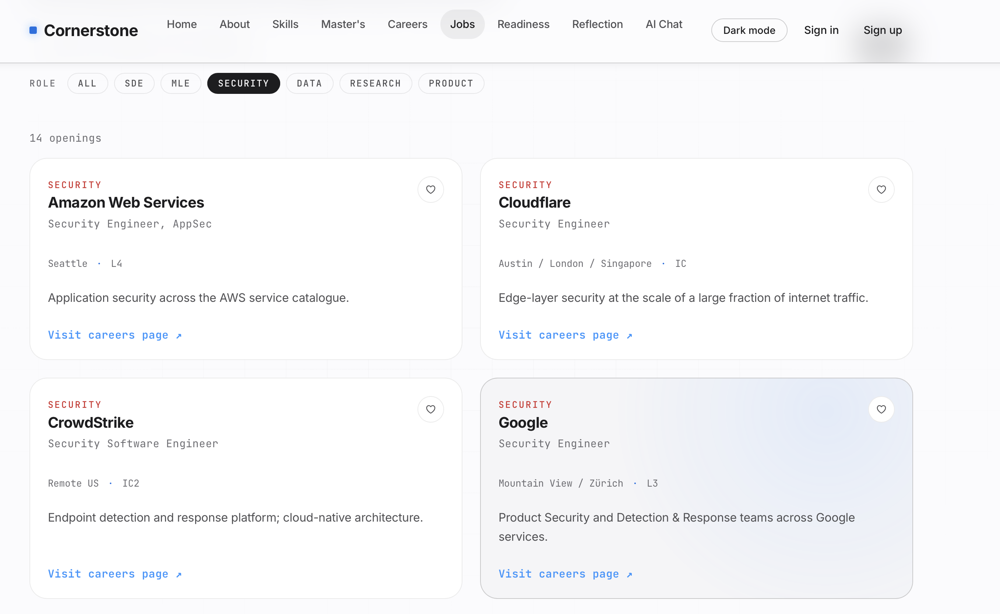 Cornerstone Home About Skills Master's Careers Jobs Readiness Reflection AI Chat Dark mode Sign in Sign up
ROLE ALL SDE MLE SECURITY DATA RESEARCH PRODUCT
14 openings
SECURITY
Amazon Web Services
Security Engineer, AppSec
Seattle · L4
Application security across the AWS service catalogue.
Visit careers page ↗
SECURITY
Cloudflare
Security Engineer
Austin / London / Singapore · IC
Edge-layer security at the scale of a large fraction of internet traffic.
Visit careers page ↗
SECURITY
CrowdStrike
Security Software Engineer
Remote US · IC2
Endpoint detection and response platform; cloud-native architecture.
Visit careers page ↗
SECURITY
Google
Security Engineer
Mountain View / Zürich · L3
Product Security and Detection & Response teams across Google
services.
Visit careers page ↗